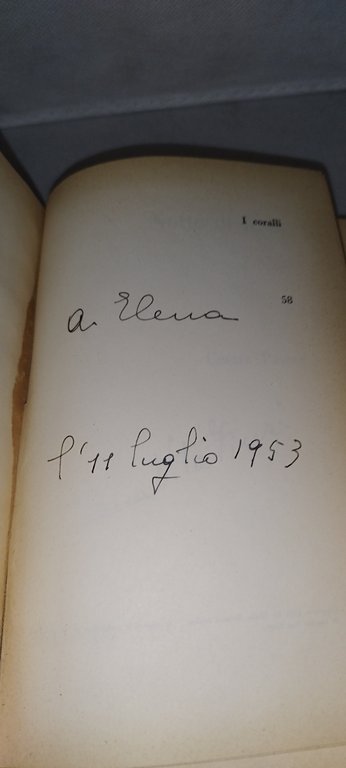 I coralli
58
a Elena
l'11 luglio 1953